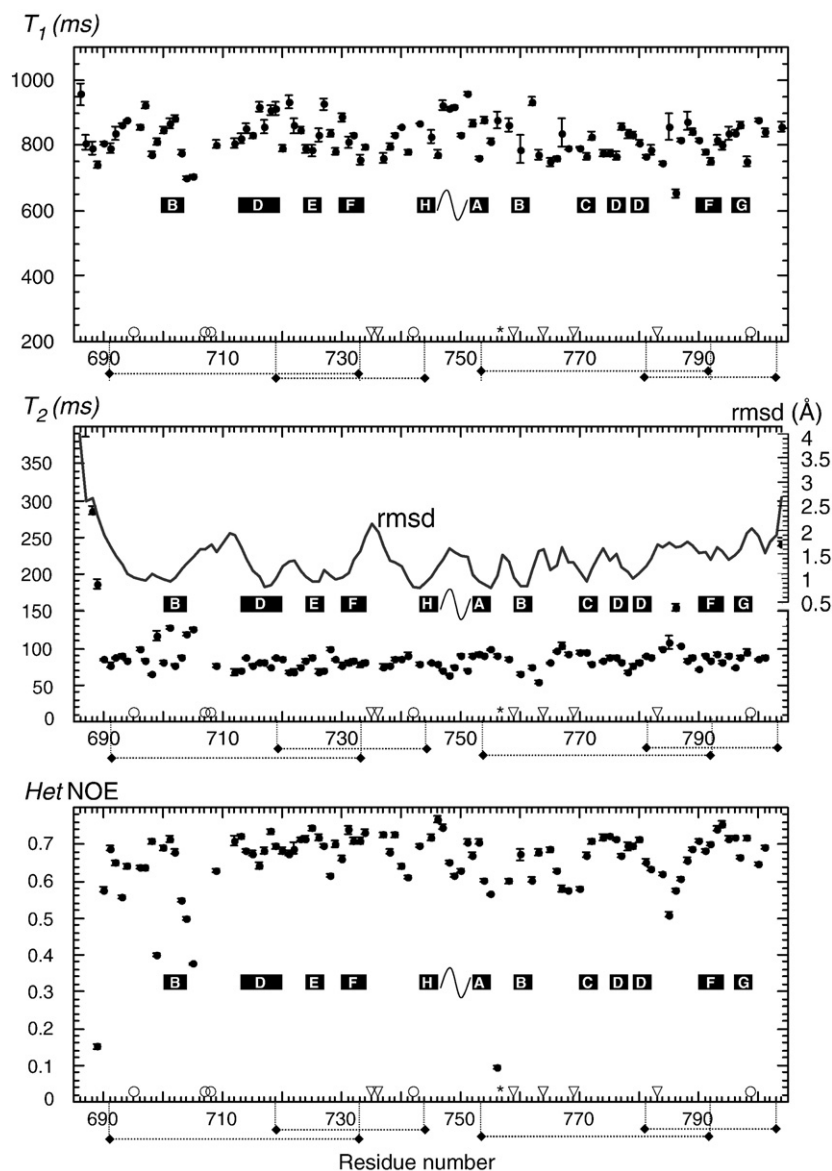 T1 (ms)
1000
800
600
400
200
B D E F H A B C D D F G
*
690 710 730 750 770 790
T2 (ms) rmsd (Å)
350 4
300 3.5
250 3
200 2.5
150 2
100 1.5
50 1
0 0.5
rmsd
B D E F H A B C D D F G
*
690 710 730 750 770 790
Het NOE
0.7
0.6
0.5
0.4
0.3
0.2
0.1
0
B D E F H A B C D D F G
*
690 710 730 750 770 790
Residue number